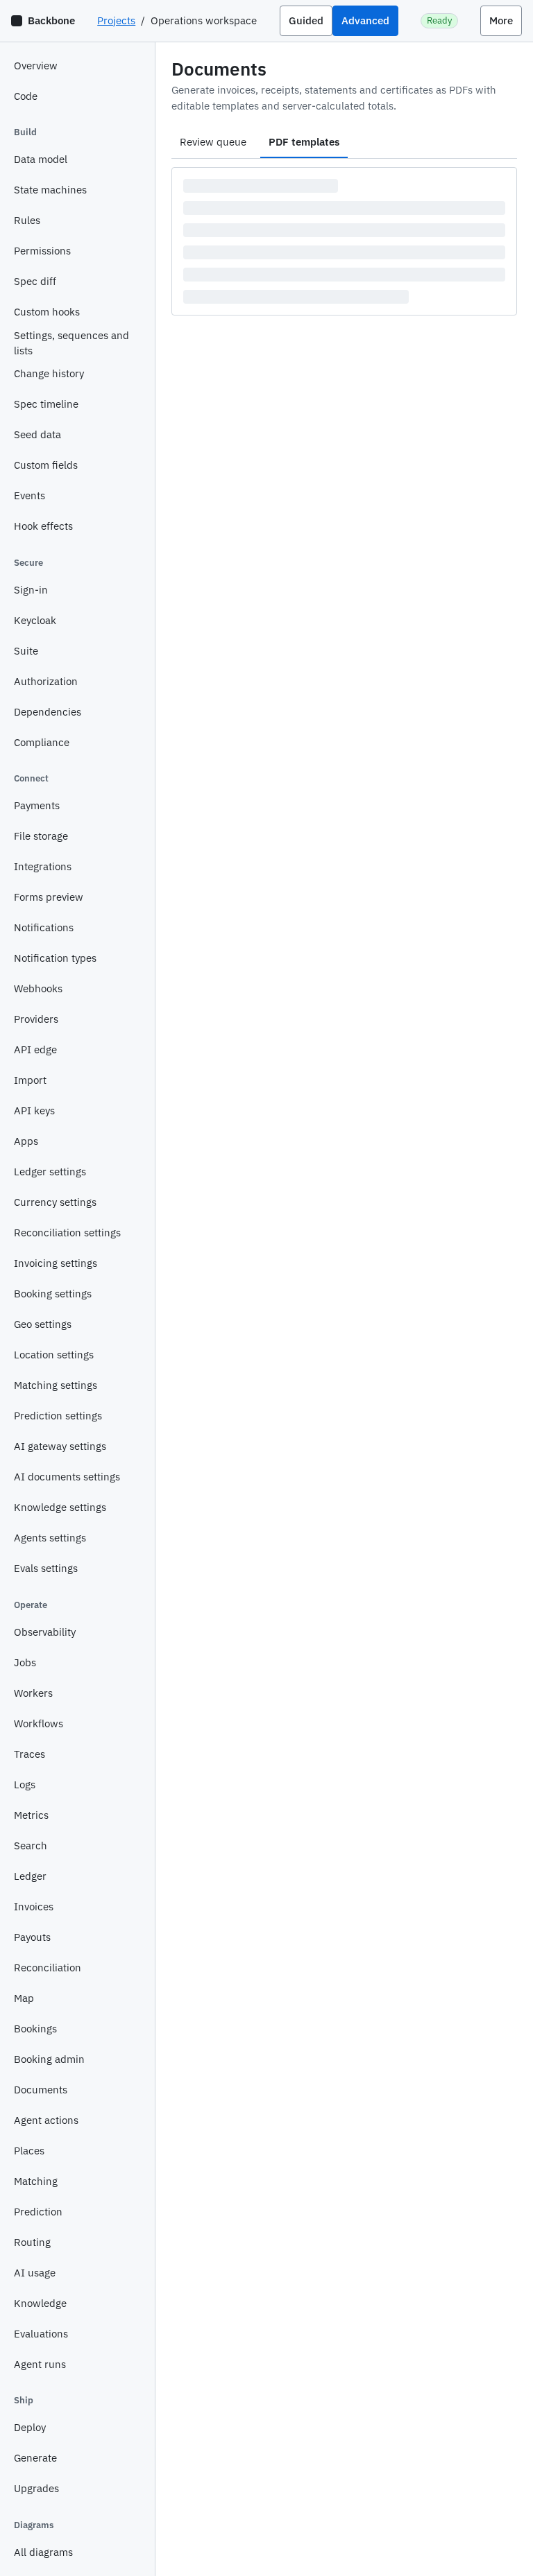 Backbone
Projects / Operations workspace
Guided
Advanced
Ready
More
Overview
Code
Build
Data model
State machines
Rules
Permissions
Spec diff
Custom hooks
Settings, sequences and
lists
Change history
Spec timeline
Seed data
Custom fields
Events
Hook effects
Secure
Sign-in
Keycloak
Suite
Authorization
Dependencies
Compliance
Connect
Payments
File storage
Integrations
Forms preview
Notifications
Notification types
Webhooks
Providers
API edge
Import
API keys
Apps
Ledger settings
Currency settings
Reconciliation settings
Invoicing settings
Booking settings
Geo settings
Location settings
Matching settings
Prediction settings
AI gateway settings
AI documents settings
Knowledge settings
Agents settings
Evals settings
Operate
Observability
Jobs
Workers
Workflows
Traces
Logs
Metrics
Search
Ledger
Invoices
Payouts
Reconciliation
Map
Bookings
Booking admin
Documents
Agent actions
Places
Matching
Prediction
Routing
AI usage
Knowledge
Evaluations
Agent runs
Ship
Deploy
Generate
Upgrades
Diagrams
All diagrams
Documents
Generate invoices, receipts, statements and certificates as PDFs with
editable templates and server-calculated totals.
Review queue
PDF templates